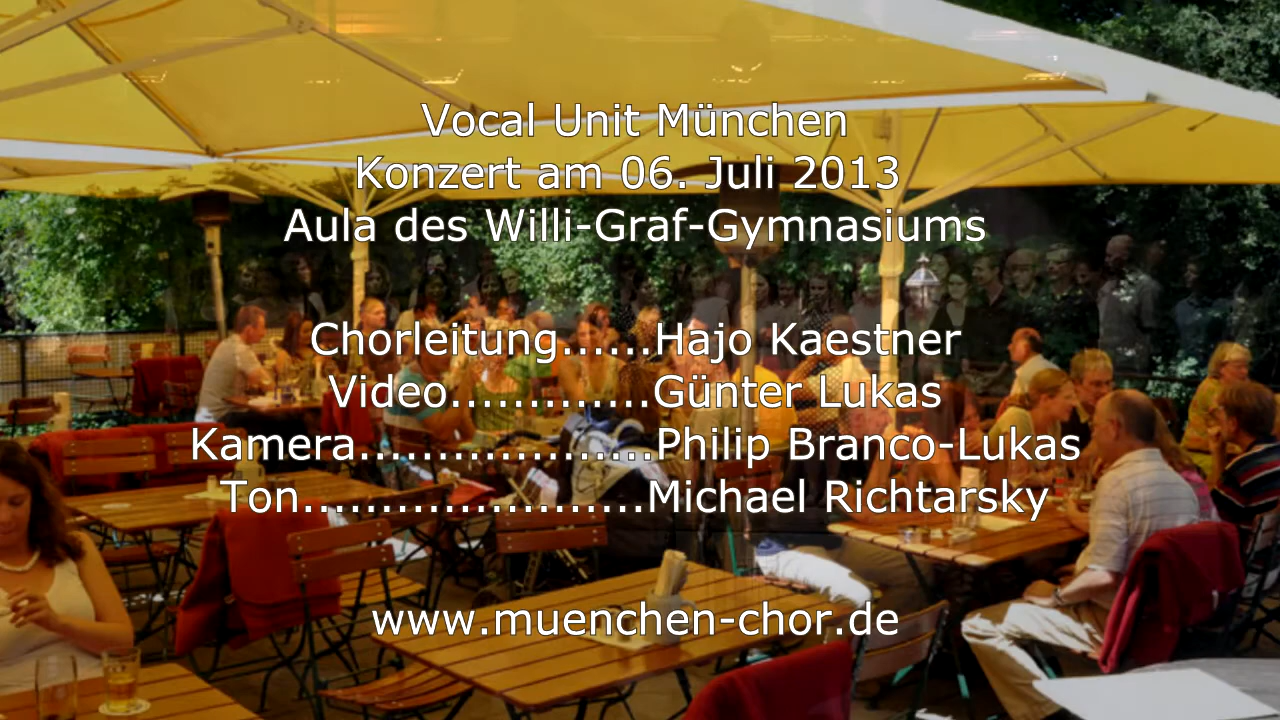 Vocal Unit München
Konzert am 06. Juli 2013
Aula des Willi-Graf-Gymnasiums
Chorleitung......Hajo Kaestner
Video.............Günter Lukas
Kamera...................Philip Branco-Lukas
Ton......................Michael Richtarsky
www.muenchen-chor.de